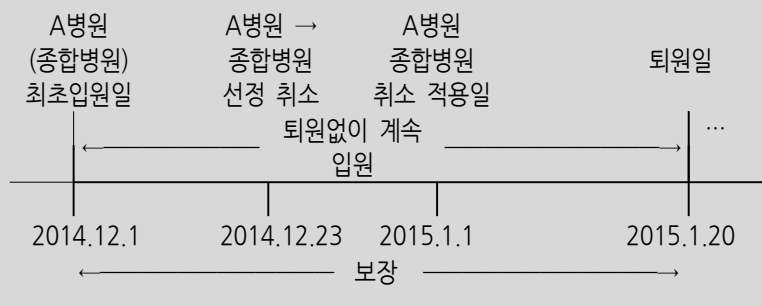 A병원
(종합병원)
최초입원일
A병원 →
종합병원
선정 취소
A병원
종합병원
취소 적용일
퇴원일
퇴원없이 계속
입원
…
2014.12.1
2014.12.23
2015.1.1
2015.1.20
보장